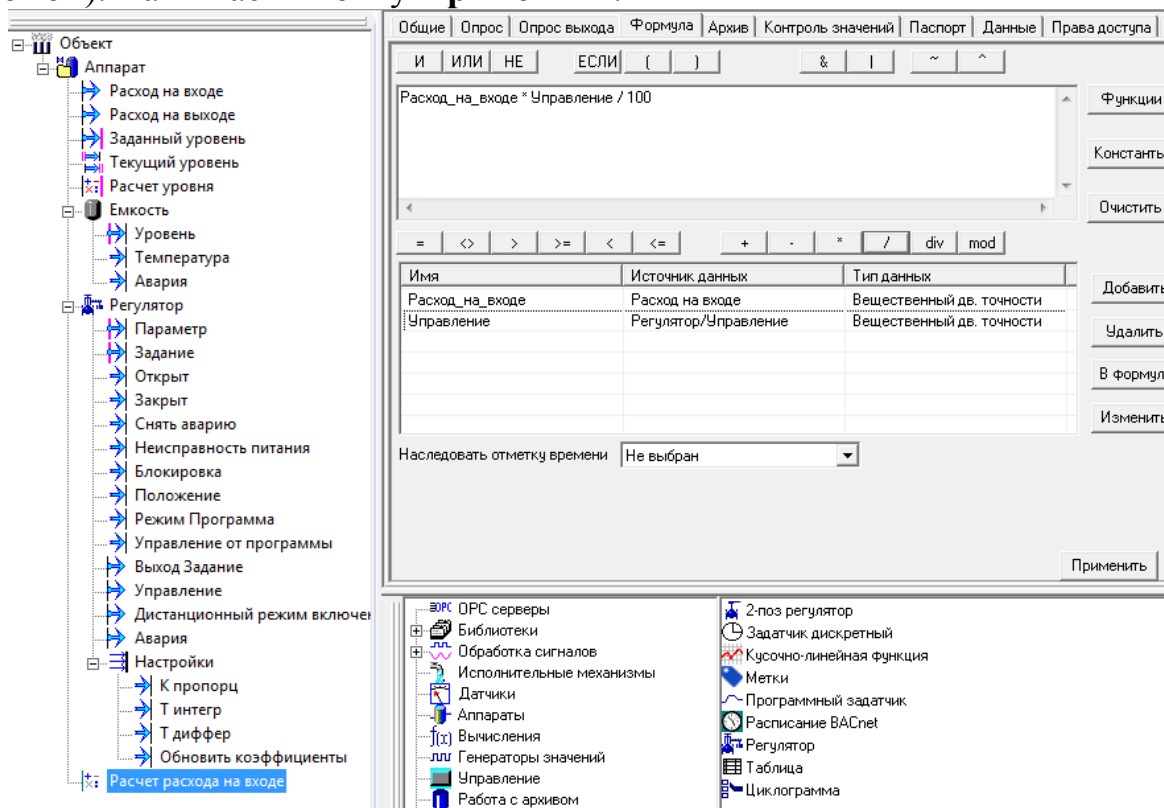 Общие Опрос Опрос выхода Формула Архив Контроль значений Паспорт Данные Права доступа
И ИЛИ НЕ ЕСЛИ ( ) & | ~ ^
Расход_на_входе * Управление / 100
Функции
Константы
Очистить
= <> > >= < <= + - * / div mod
Имя Источник данных Тип данных
Расход_на_входе Расход на входе Вещественный дв. точности
Управление Регулятор/Управление Вещественный дв. точности
Добавить
Удалить
В формул
Изменить
Наследовать отметку времени Не выбран
Применить
Объект
Аппарат
Расход на входе
Расход на выходе
Заданный уровень
Текущий уровень
Расчет уровня
Емкость
Уровень
Температура
Авария
Регулятор
Параметр
Задание
Открыт
Закрыт
Снять аварию
Неисправность питания
Блокировка
Положение
Режим Программа
Управление от программы
Выход Задание
Управление
Дистанционный режим включен
Авария
Настройки
К пропорц
Т интегр
Т диффер
Обновить коэффициенты
Расчет расхода на входе
OPC OPC серверы
Библиотеки
Обработка сигналов
Исполнительные механизмы
Датчики
Аппараты
f(x) Вычисления
Генераторы значений
Управление
Работа с архивом
2-поз регулятор
Задатчик дискретный
Кусочно-линейная функция
Метки
Программный задатчик
Расписание BACnet
Регулятор
Таблица
Циклограмма